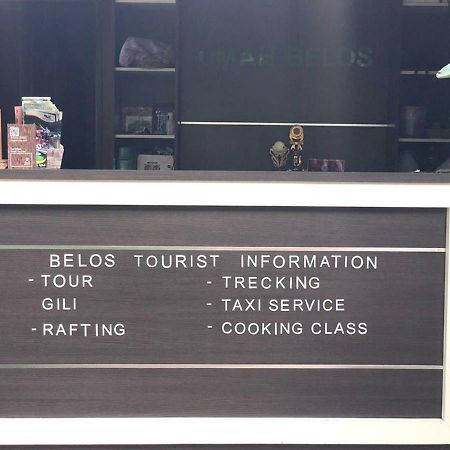 UMAH BELOS
BELOS TOURIST INFORMATION
- TOUR
GILI
- RAFTING
- TRECKING
- TAXI SERVICE
- COOKING CLASS